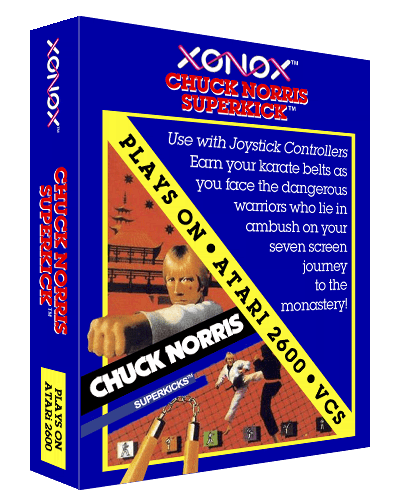 XONOX™
CHUCK NORRIS
SUPERKICK™
Use with Joystick Controllers
Earn your karate belts as
you face the dangerous
warriors who lie in
ambush on your
seven screen
journey
to the
monastery!
PLAYS ON • ATARI 2600 • VCS
CHUCK NORRIS
SUPERKICKS™
XONOX™
CHUCK NORRIS
SUPERKICK™
PLAYS ON
ATARI 2600